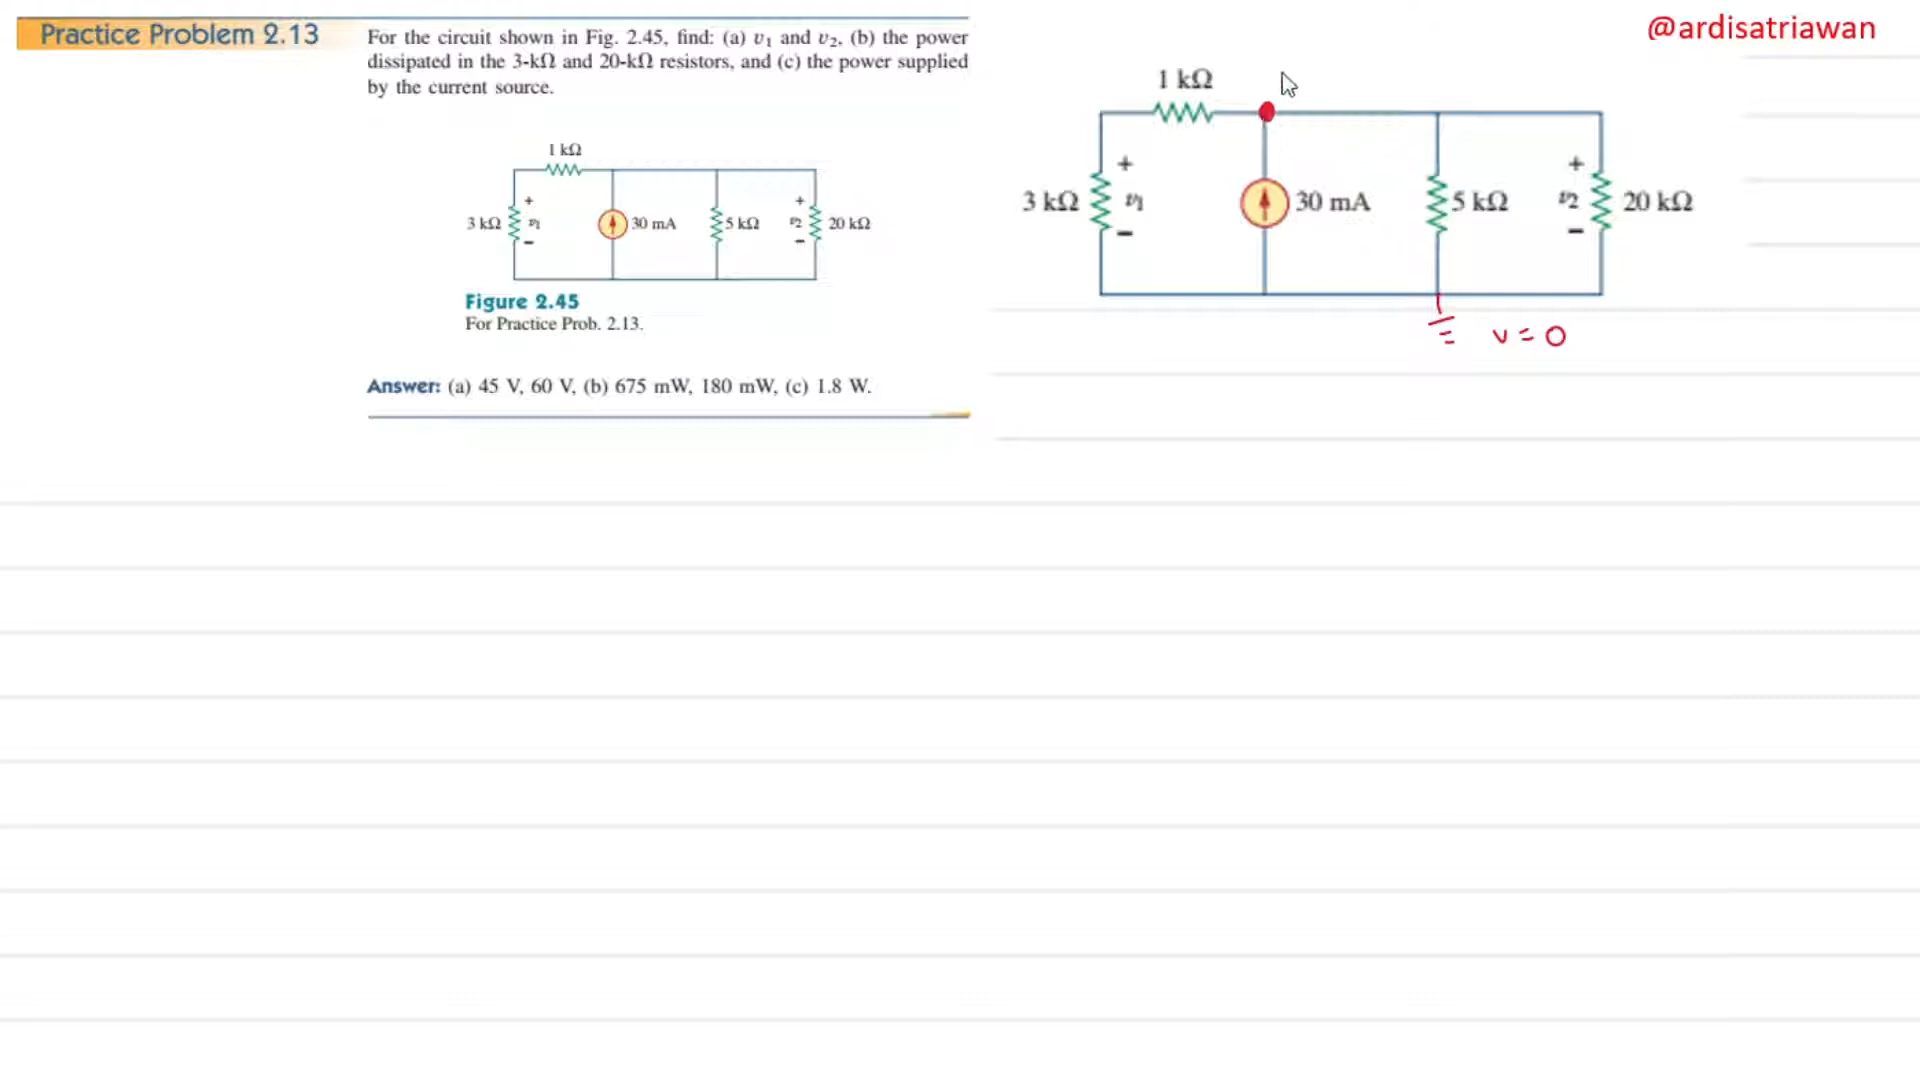 Practice Problem 2.13
For the circuit shown in Fig. 2.45, find: (a) v₁ and v₂, (b) the power
dissipated in the 3-kΩ and 20-kΩ resistors, and (c) the power supplied
by the current source.
1 kΩ
3 kΩ
+
v₁
−
30 mA
5 kΩ
+
v₂
−
20 kΩ
Figure 2.45
For Practice Prob. 2.13.
Answer: (a) 45 V, 60 V, (b) 675 mW, 180 mW, (c) 1.8 W.
@ardisatriawan
1 kΩ
3 kΩ
+
v₁
−
30 mA
5 kΩ
+
v₂
−
20 kΩ
v = 0